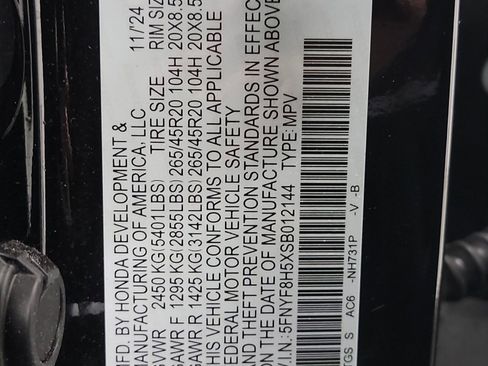 MFD. BY HONDA DEVELOPMENT & 11/24
MANUFACTURING OF AMERICA, LLC
GVWR 2450 KG(5401LBS) TIRE SIZE RIM SIZE
GAWR F 1295 KG(2855LBS) 265/45R20 104H 20X8.5
GAWR R 1425 KG(3142LBS) 265/45R20 104H 20X8.5
THIS VEHICLE CONFORMS TO ALL APPLICABLE
FEDERAL MOTOR VEHICLE SAFETY
AND THEFT PREVENTION STANDARDS IN EFFEC
ON THE DATE OF MANUFACTURE SHOWN ABOVE
V.I.N.: 5FNYF8H5XSB012144 TYPE: MPV
TGS S AC6 -NH731P -V -B